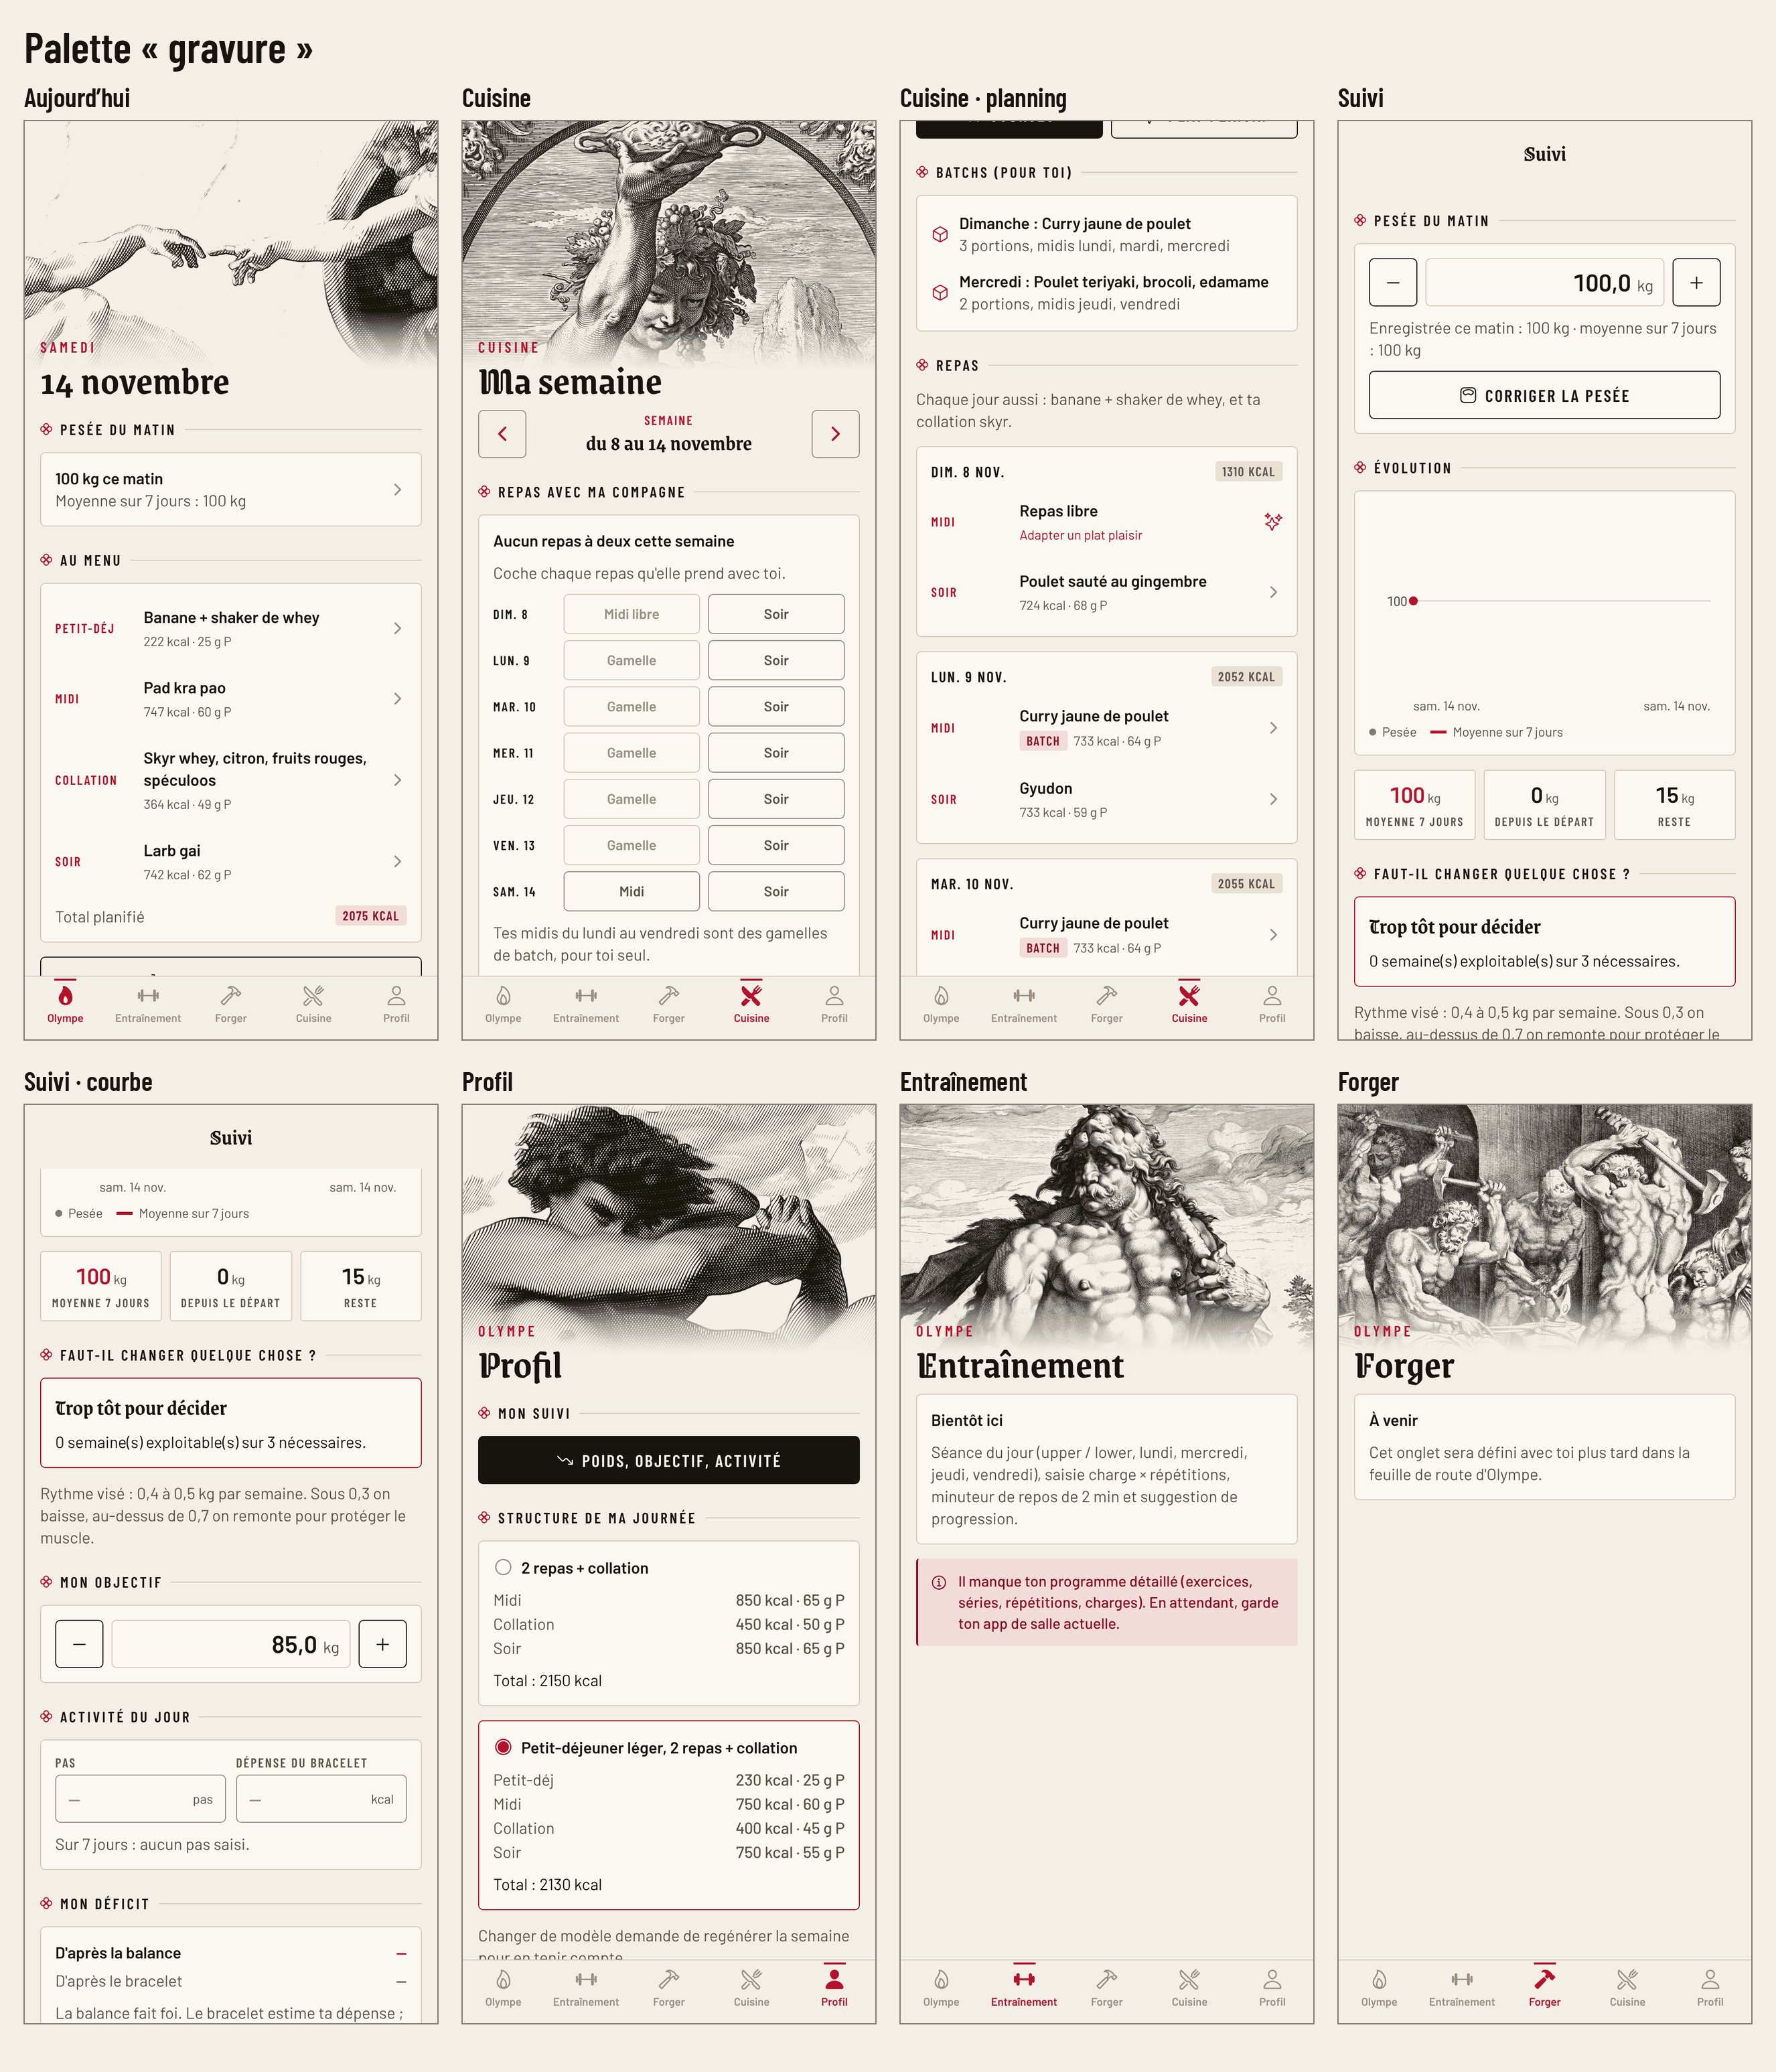 Palette « gravure »
Aujourd’hui
SAMEDI
14 novembre
PESÉE DU MATIN
100 kg ce matin
Moyenne sur 7 jours : 100 kg
AU MENU
PETIT-DÉJ
Banane + shaker de whey
222 kcal · 25 g P
MIDI
Pad kra pao
747 kcal · 60 g P
COLLATION
Skyr whey, citron, fruits rouges,
spéculoos
364 kcal · 49 g P
SOIR
Larb gai
742 kcal · 62 g P
Total planifié
2075 KCAL
Olympe
Entraînement
Forger
Cuisine
Profil
Cuisine
CUISINE
Ma semaine
SEMAINE
du 8 au 14 novembre
REPAS AVEC MA COMPAGNE
Aucun repas à deux cette semaine
Coche chaque repas qu'elle prend avec toi.
DIM. 8 Midi libre Soir
LUN. 9 Gamelle Soir
MAR. 10 Gamelle Soir
MER. 11 Gamelle Soir
JEU. 12 Gamelle Soir
VEN. 13 Gamelle Soir
SAM. 14 Midi Soir
Tes midis du lundi au vendredi sont des gamelles
de batch, pour toi seul.
Olympe
Entraînement
Forger
Cuisine
Profil
Cuisine · planning
BATCHS (POUR TOI)
Dimanche : Curry jaune de poulet
3 portions, midis lundi, mardi, mercredi
Mercredi : Poulet teriyaki, brocoli, edamame
2 portions, midis jeudi, vendredi
REPAS
Chaque jour aussi : banane + shaker de whey, et ta
collation skyr.
DIM. 8 NOV.
1310 KCAL
MIDI
Repas libre
Adapter un plat plaisir
SOIR
Poulet sauté au gingembre
724 kcal · 68 g P
LUN. 9 NOV.
2052 KCAL
MIDI
Curry jaune de poulet
BATCH 733 kcal · 64 g P
SOIR
Gyudon
733 kcal · 59 g P
MAR. 10 NOV.
2055 KCAL
MIDI
Curry jaune de poulet
BATCH 733 kcal · 64 g P
Olympe
Entraînement
Forger
Cuisine
Profil
Suivi
Suivi
PESÉE DU MATIN
− 100,0 kg +
Enregistrée ce matin : 100 kg · moyenne sur 7 jours
: 100 kg
CORRIGER LA PESÉE
ÉVOLUTION
100
sam. 14 nov. sam. 14 nov.
Pesée Moyenne sur 7 jours
100 kg
MOYENNE 7 JOURS
0 kg
DEPUIS LE DÉPART
15 kg
RESTE
FAUT-IL CHANGER QUELQUE CHOSE ?
Trop tôt pour décider
0 semaine(s) exploitable(s) sur 3 nécessaires.
Rythme visé : 0,4 à 0,5 kg par semaine. Sous 0,3 on
baisse, au-dessus de 0,7 on remonte pour protéger le
Suivi · courbe
Suivi
sam. 14 nov. sam. 14 nov.
Pesée Moyenne sur 7 jours
100 kg
MOYENNE 7 JOURS
0 kg
DEPUIS LE DÉPART
15 kg
RESTE
FAUT-IL CHANGER QUELQUE CHOSE ?
Trop tôt pour décider
0 semaine(s) exploitable(s) sur 3 nécessaires.
Rythme visé : 0,4 à 0,5 kg par semaine. Sous 0,3 on
baisse, au-dessus de 0,7 on remonte pour protéger le
muscle.
MON OBJECTIF
− 85,0 kg +
ACTIVITÉ DU JOUR
PAS
— pas
DÉPENSE DU BRACELET
— kcal
Sur 7 jours : aucun pas saisi.
MON DÉFICIT
D'après la balance —
D'après le bracelet —
La balance fait foi. Le bracelet estime ta dépense ;
Profil
OLYMPE
Profil
MON SUIVI
POIDS, OBJECTIF, ACTIVITÉ
STRUCTURE DE MA JOURNÉE
2 repas + collation
Midi 850 kcal · 65 g P
Collation 450 kcal · 50 g P
Soir 850 kcal · 65 g P
Total : 2150 kcal
Petit-déjeuner léger, 2 repas + collation
Petit-déj 230 kcal · 25 g P
Midi 750 kcal · 60 g P
Collation 400 kcal · 45 g P
Soir 750 kcal · 55 g P
Total : 2130 kcal
Changer de modèle demande de regénérer la semaine
pour en tenir compte.
Olympe
Entraînement
Forger
Cuisine
Profil
Entraînement
OLYMPE
Entraînement
Bientôt ici
Séance du jour (upper / lower, lundi, mercredi,
jeudi, vendredi), saisie charge × répétitions,
minuteur de repos de 2 min et suggestion de
progression.
Il manque ton programme détaillé (exercices,
séries, répétitions, charges). En attendant, garde
ton app de salle actuelle.
Olympe
Entraînement
Forger
Cuisine
Profil
Forger
OLYMPE
Forger
À venir
Cet onglet sera défini avec toi plus tard dans la
feuille de route d'Olympe.
Olympe
Entraînement
Forger
Cuisine
Profil